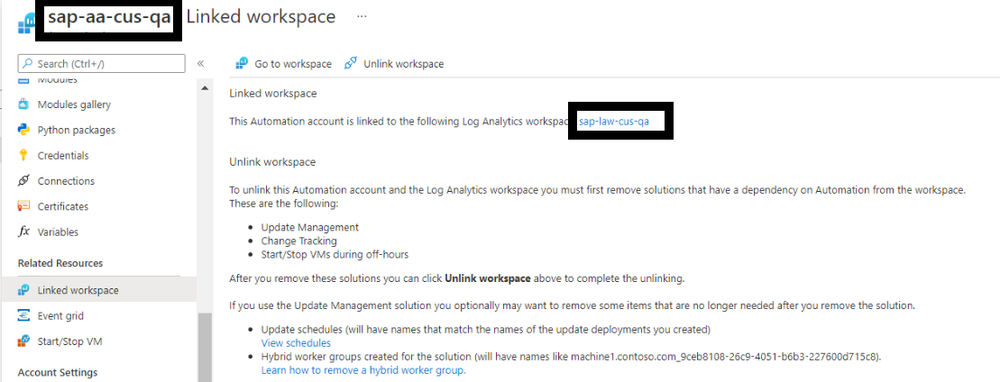 sap-aa-cus-qa Linked workspace ...
Search (Ctrl+/)
«
Go to workspace
Unlink workspace
Modules
Modules gallery
Python packages
Credentials
Connections
Certificates
fx Variables
Related Resources
Linked workspace
Event grid
Start/Stop VM
Account Settings
Linked workspace
This Automation account is linked to the following Log Analytics workspac sap-law-cus-qa
Unlink workspace
To unlink this Automation account and the Log Analytics workspace you must first remove solutions that have a dependency on Automation from the workspace.
These are the following:
• Update Management
• Change Tracking
• Start/Stop VMs during off-hours
After you remove these solutions you can click Unlink workspace above to complete the unlinking.
If you use the Update Management solution you optionally may want to remove some items that are no longer needed after you remove the solution.
• Update schedules (will have names that match the names of the update deployments you created)
View schedules
• Hybrid worker groups created for the solution (will have names like machine1.contoso.com_9ceb8108-26c9-4051-b6b3-227600d715c8).
Learn how to remove a hybrid worker group.